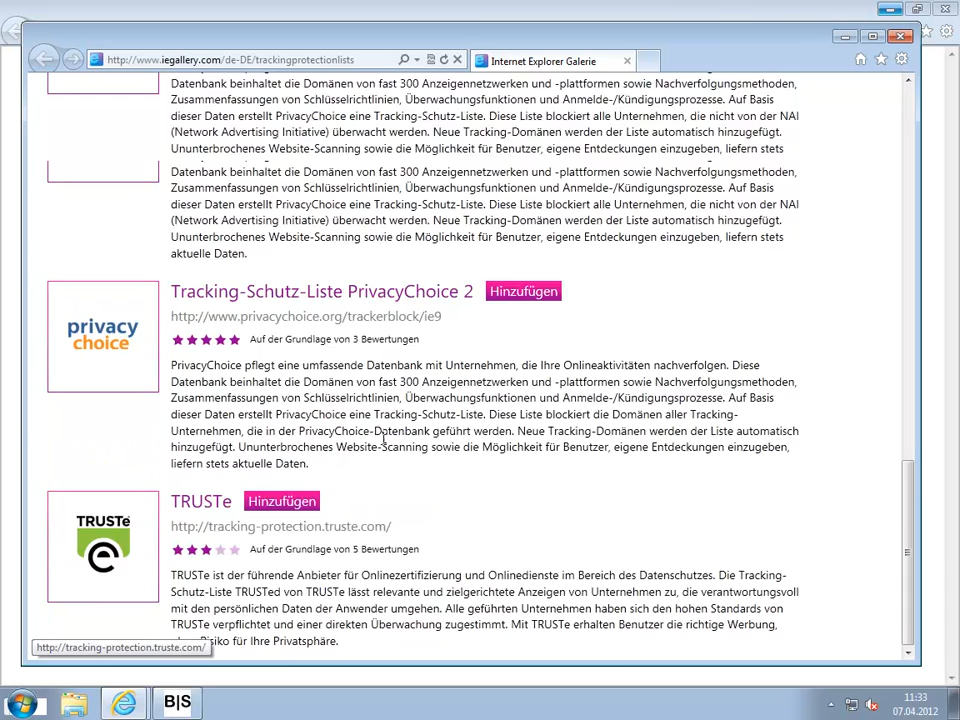 http://www.iegallery.com/de-DE/trackingprotectionlists
Internet Explorer Galerie
Datenbank beinhaltet die Domänen von fast 300 Anzeigennetzwerken und -plattformen sowie Nachverfolgungsmethoden,
Zusammenfassungen von Schlüsselrichtlinien, Überwachungsfunktionen und Anmelde-/Kündigungsprozesse. Auf Basis
dieser Daten erstellt PrivacyChoice eine Tracking-Schutz-Liste. Diese Liste blockiert alle Unternehmen, die nicht von der NAI
(Network Advertising Initiative) überwacht werden. Neue Tracking-Domänen werden der Liste automatisch hinzugefügt.
Ununterbrochenes Website-Scanning sowie die Möglichkeit für Benutzer, eigene Entdeckungen einzugeben, liefern stets
Datenbank beinhaltet die Domänen von fast 300 Anzeigennetzwerken und -plattformen sowie Nachverfolgungsmethoden,
Zusammenfassungen von Schlüsselrichtlinien, Überwachungsfunktionen und Anmelde-/Kündigungsprozesse. Auf Basis
dieser Daten erstellt PrivacyChoice eine Tracking-Schutz-Liste. Diese Liste blockiert alle Unternehmen, die nicht von der NAI
(Network Advertising Initiative) überwacht werden. Neue Tracking-Domänen werden der Liste automatisch hinzugefügt.
Ununterbrochenes Website-Scanning sowie die Möglichkeit für Benutzer, eigene Entdeckungen einzugeben, liefern stets
aktuelle Daten.
privacy
choice
Tracking-Schutz-Liste PrivacyChoice 2 Hinzufügen
http://www.privacychoice.org/trackerblock/ie9
Auf der Grundlage von 3 Bewertungen
PrivacyChoice pflegt eine umfassende Datenbank mit Unternehmen, die Ihre Onlineaktivitäten nachverfolgen. Diese
Datenbank beinhaltet die Domänen von fast 300 Anzeigennetzwerken und -plattformen sowie Nachverfolgungsmethoden,
Zusammenfassungen von Schlüsselrichtlinien, Überwachungsfunktionen und Anmelde-/Kündigungsprozesse. Auf Basis
dieser Daten erstellt PrivacyChoice eine Tracking-Schutz-Liste. Diese Liste blockiert die Domänen aller Tracking-
Unternehmen, die in der PrivacyChoice-Datenbank geführt werden. Neue Tracking-Domänen werden der Liste automatisch
hinzugefügt. Ununterbrochenes Website-Scanning sowie die Möglichkeit für Benutzer, eigene Entdeckungen einzugeben,
liefern stets aktuelle Daten.
TRUSTe
e
TRUSTe Hinzufügen
http://tracking-protection.truste.com/
Auf der Grundlage von 5 Bewertungen
TRUSTe ist der führende Anbieter für Onlinezertifizierung und Onlinedienste im Bereich des Datenschutzes. Die Tracking-
Schutz-Liste TRUSTed von TRUSTe lässt relevante und zielgerichtete Anzeigen von Unternehmen zu, die verantwortungsvoll
mit den persönlichen Daten der Anwender umgehen. Alle geführten Unternehmen haben sich den hohen Standards von
TRUSTe verpflichtet und einer direkten Überwachung zugestimmt. Mit TRUSTe erhalten Benutzer die richtige Werbung,
Risiko für Ihre Privatsphäre.
http://tracking-protection.truste.com/
B|S
11:33
07.04.2012